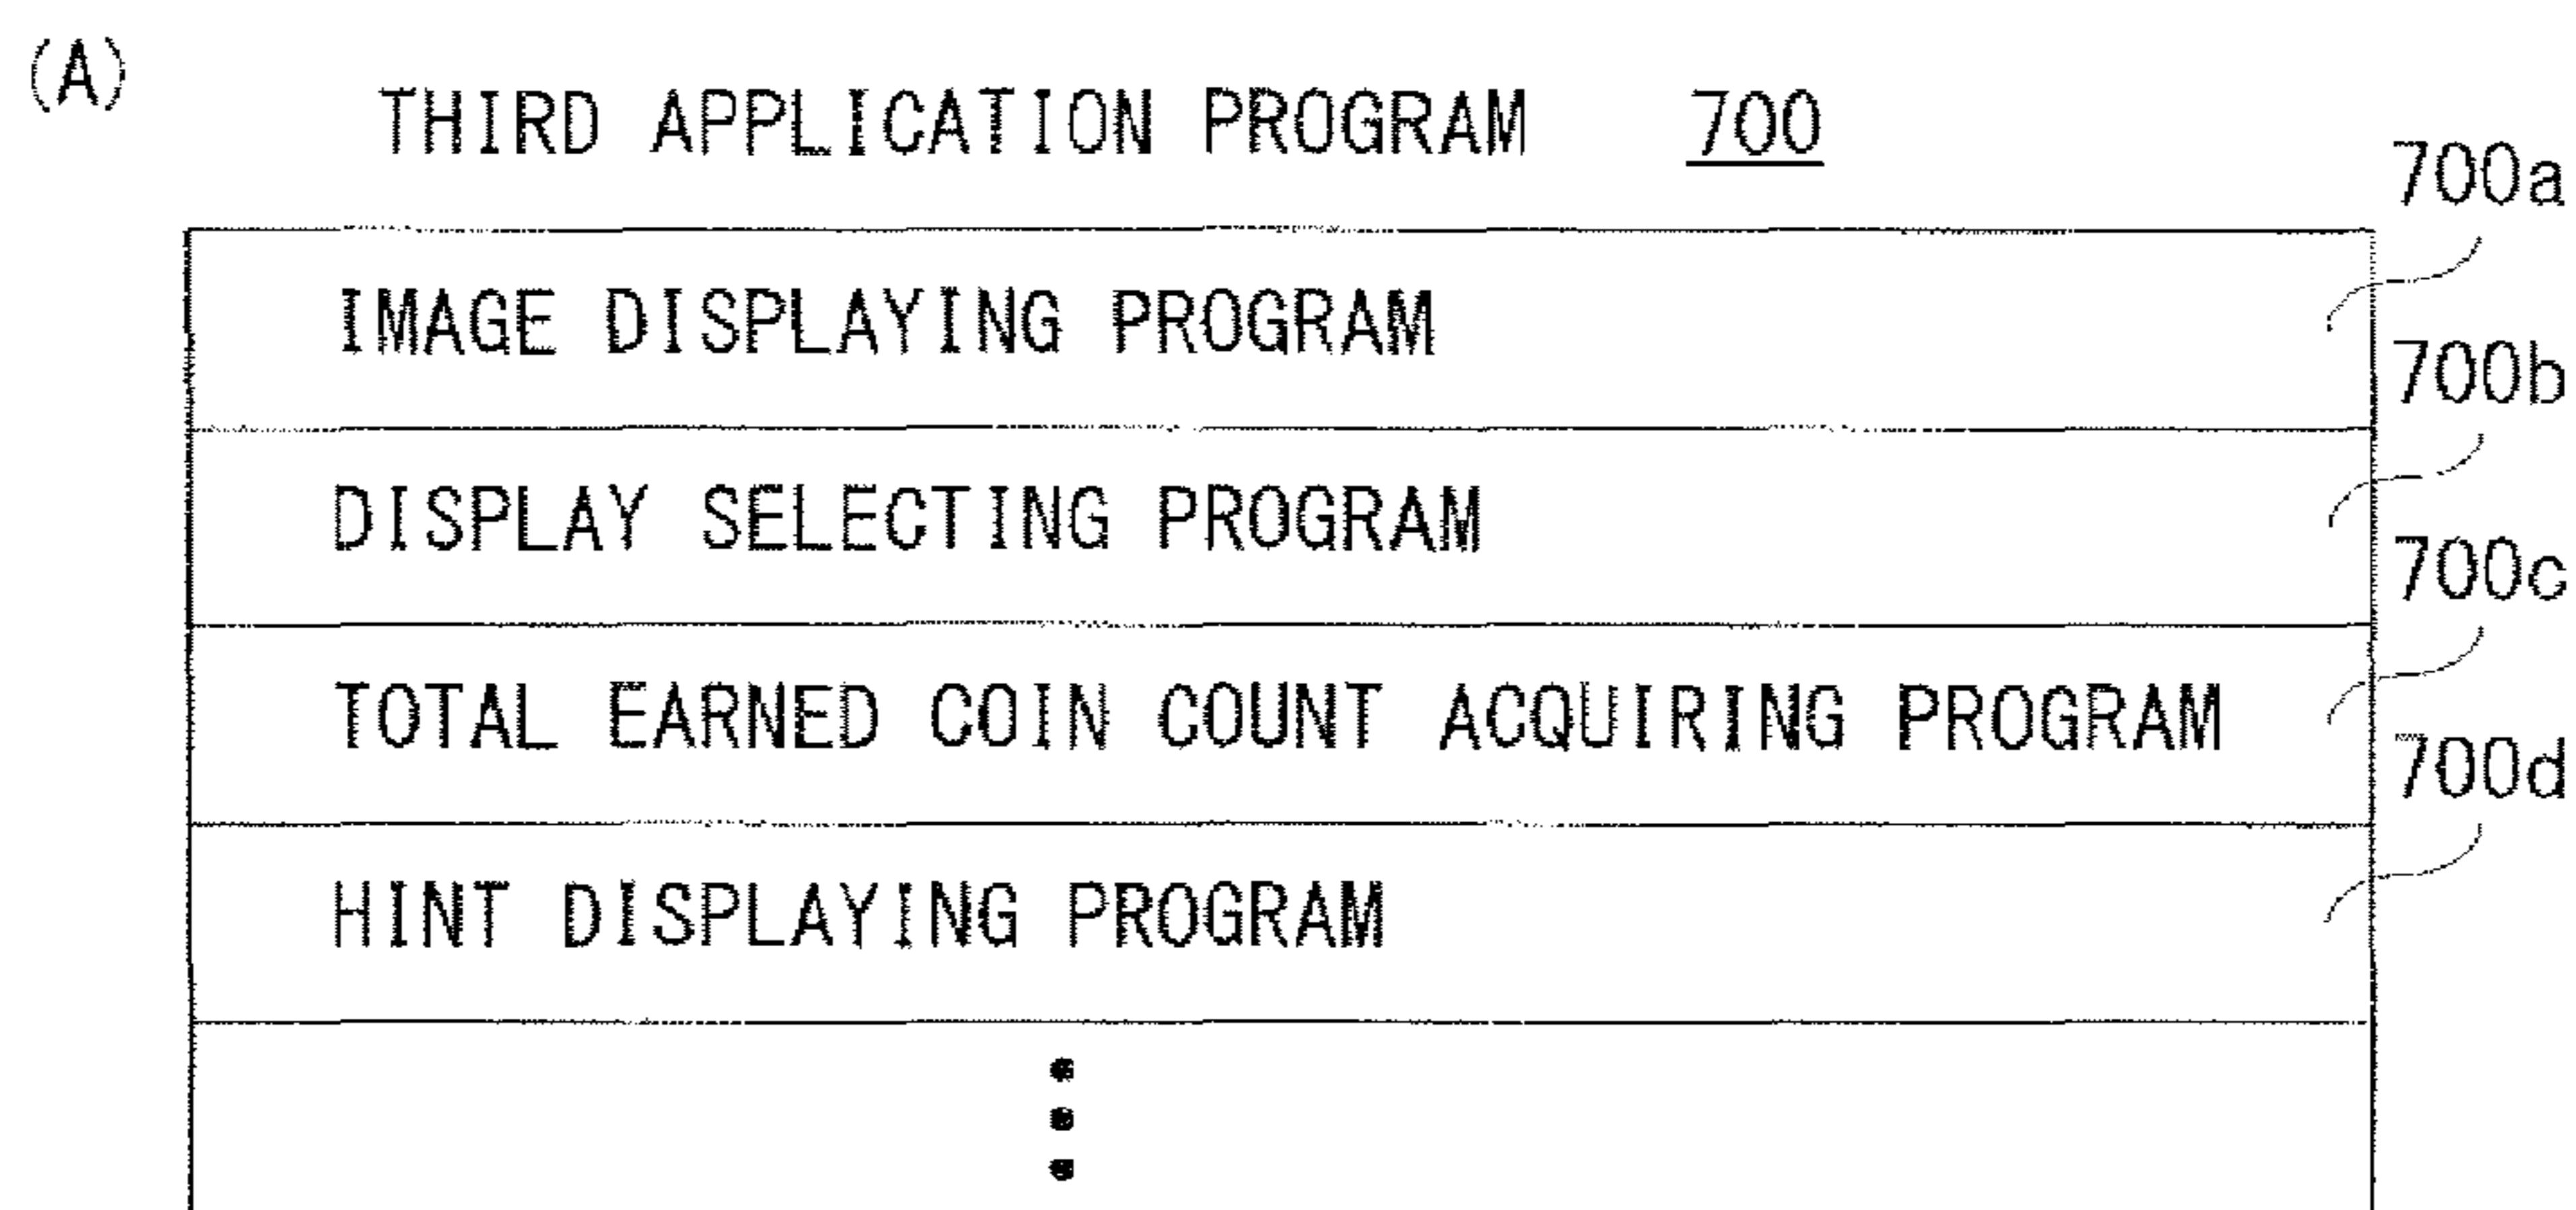 (A)
THIRD APPLICATION PROGRAM 700
700a
IMAGE DISPLAYING PROGRAM
700b
DISPLAY SELECTING PROGRAM
700c
TOTAL EARNED COIN COUNT ACQUIRING PROGRAM
700d
HINT DISPLAYING PROGRAM